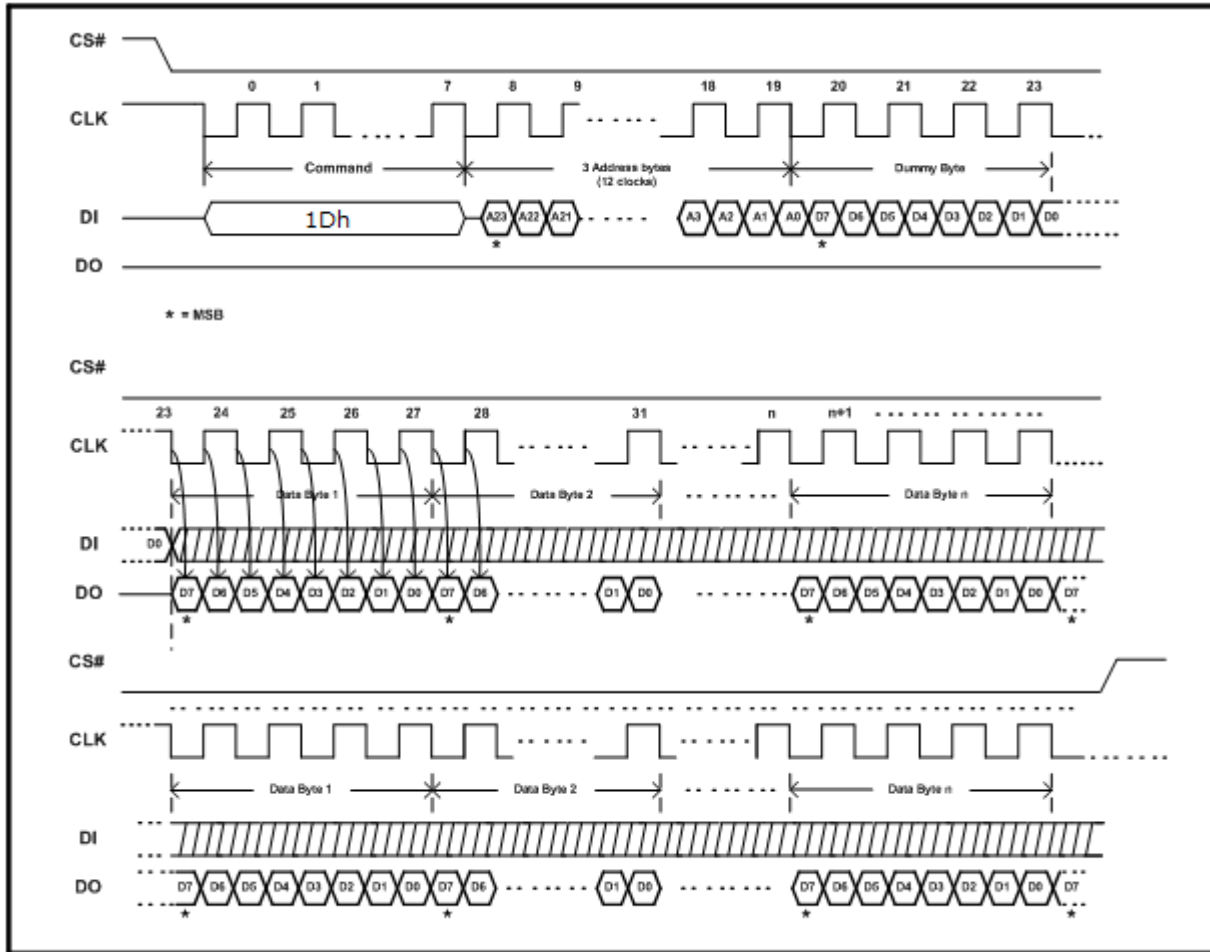 CS#
0 1 7 8 9 18 19 20 21 22 23
CLK
Command 3 Address bytes (12 clocks) Dummy Byte
DI 1Dh A23 A22 A21 A3 A2 A1 A0 D7 D6 D5 D4 D3 D2 D1 D0
* *
DO
* = MSB
CS#
23 24 25 26 27 28 31 n n+1
CLK
Data Byte 1 Data Byte 2 Data Byte n
DI D0
DO D7 D6 D5 D4 D3 D2 D1 D0 D7 D6 D1 D0 D7 D6 D5 D4 D3 D2 D1 D0 D7
* * * *
CS#
CLK
Data Byte 1 Data Byte 2 Data Byte n
DI
DO D7 D6 D5 D4 D3 D2 D1 D0 D7 D6 D1 D0 D7 D6 D5 D4 D3 D2 D1 D0 D7
* * * *